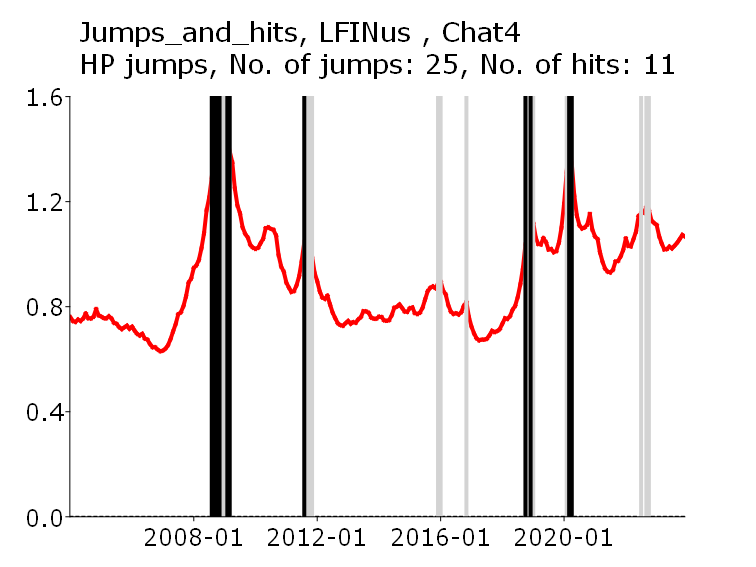 Jumps_and_hits, LFINus , Chat4
HP jumps, No. of jumps: 25, No. of hits: 11
1.6
1.2
0.8
0.4
0.0
2008-01 2012-01 2016-01 2020-01